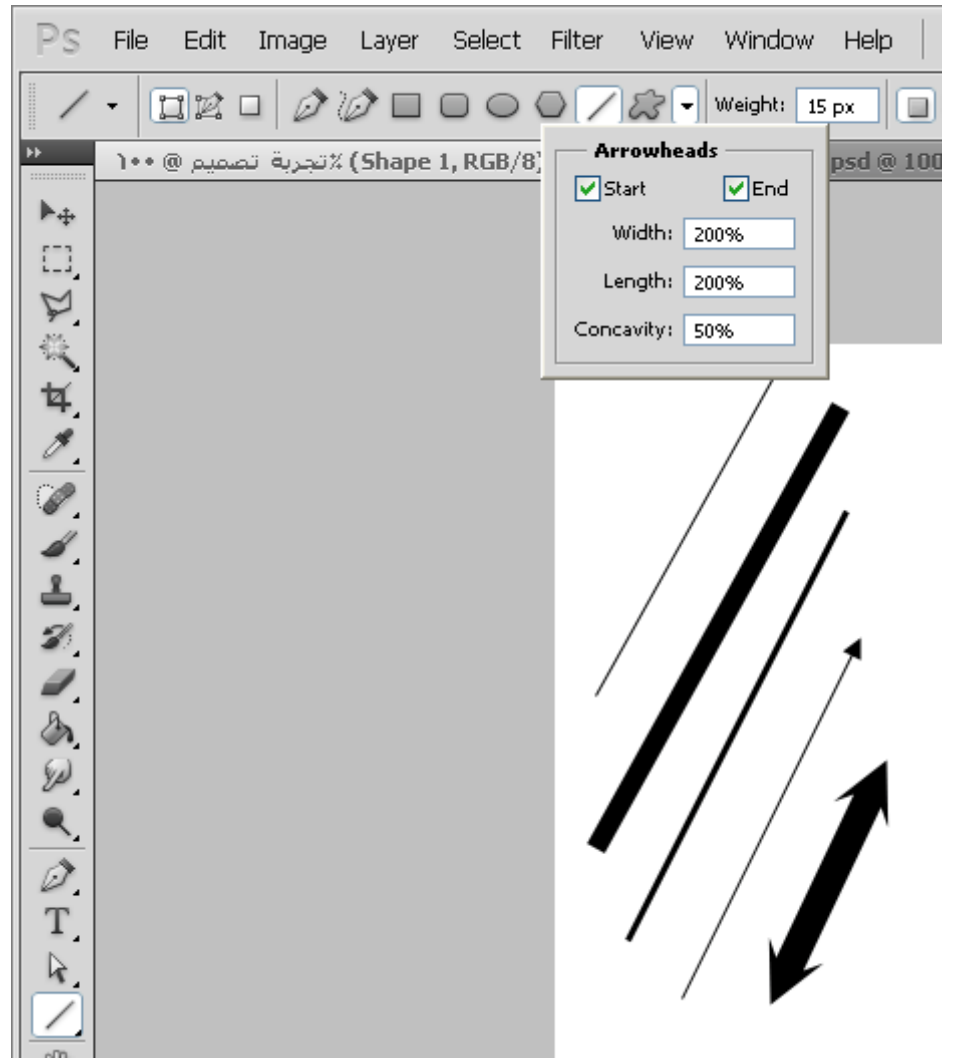 Ps File Edit Image Layer Select Filter View Window Help
Weight: 15 px
تجربة تصميم @ ١٠٠٪ (Shape 1, RGB/8)
psd @ 100
Arrowheads
Start End
Width: 200%
Length: 200%
Concavity: 50%
T